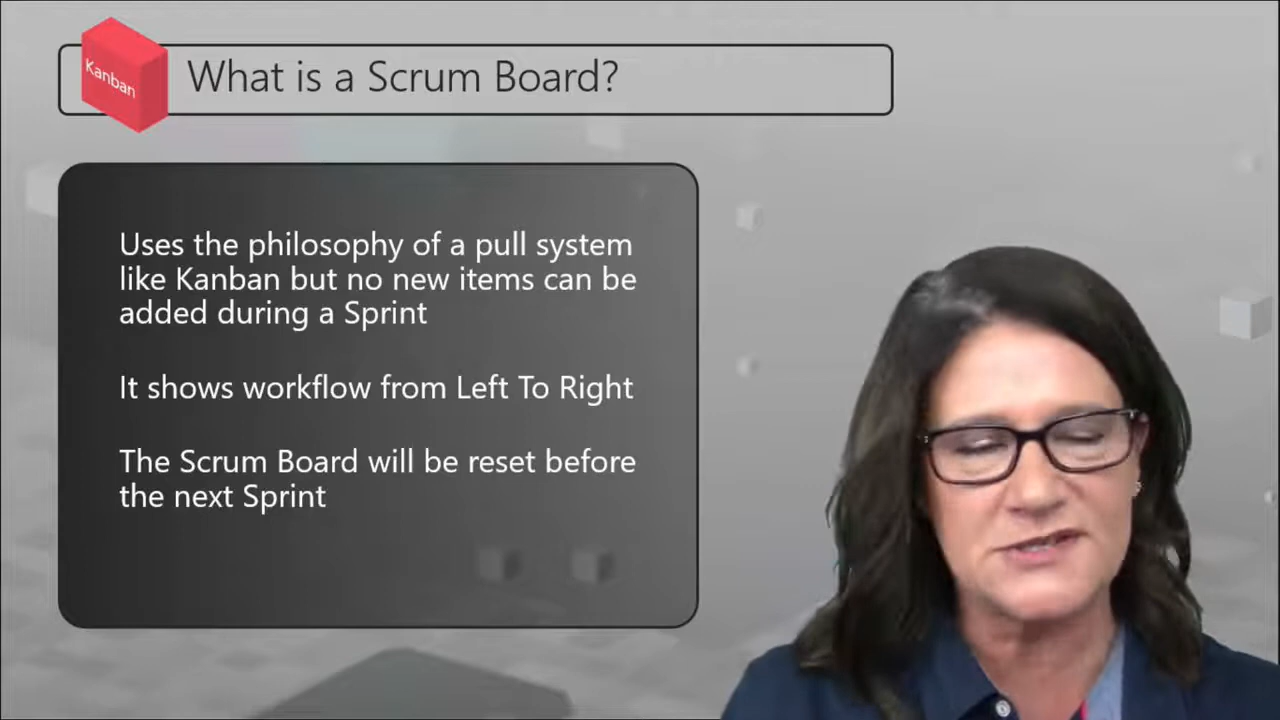 Kanban
What is a Scrum Board?
Uses the philosophy of a pull system
like Kanban but no new items can be
added during a Sprint
It shows workflow from Left To Right
The Scrum Board will be reset before
the next Sprint